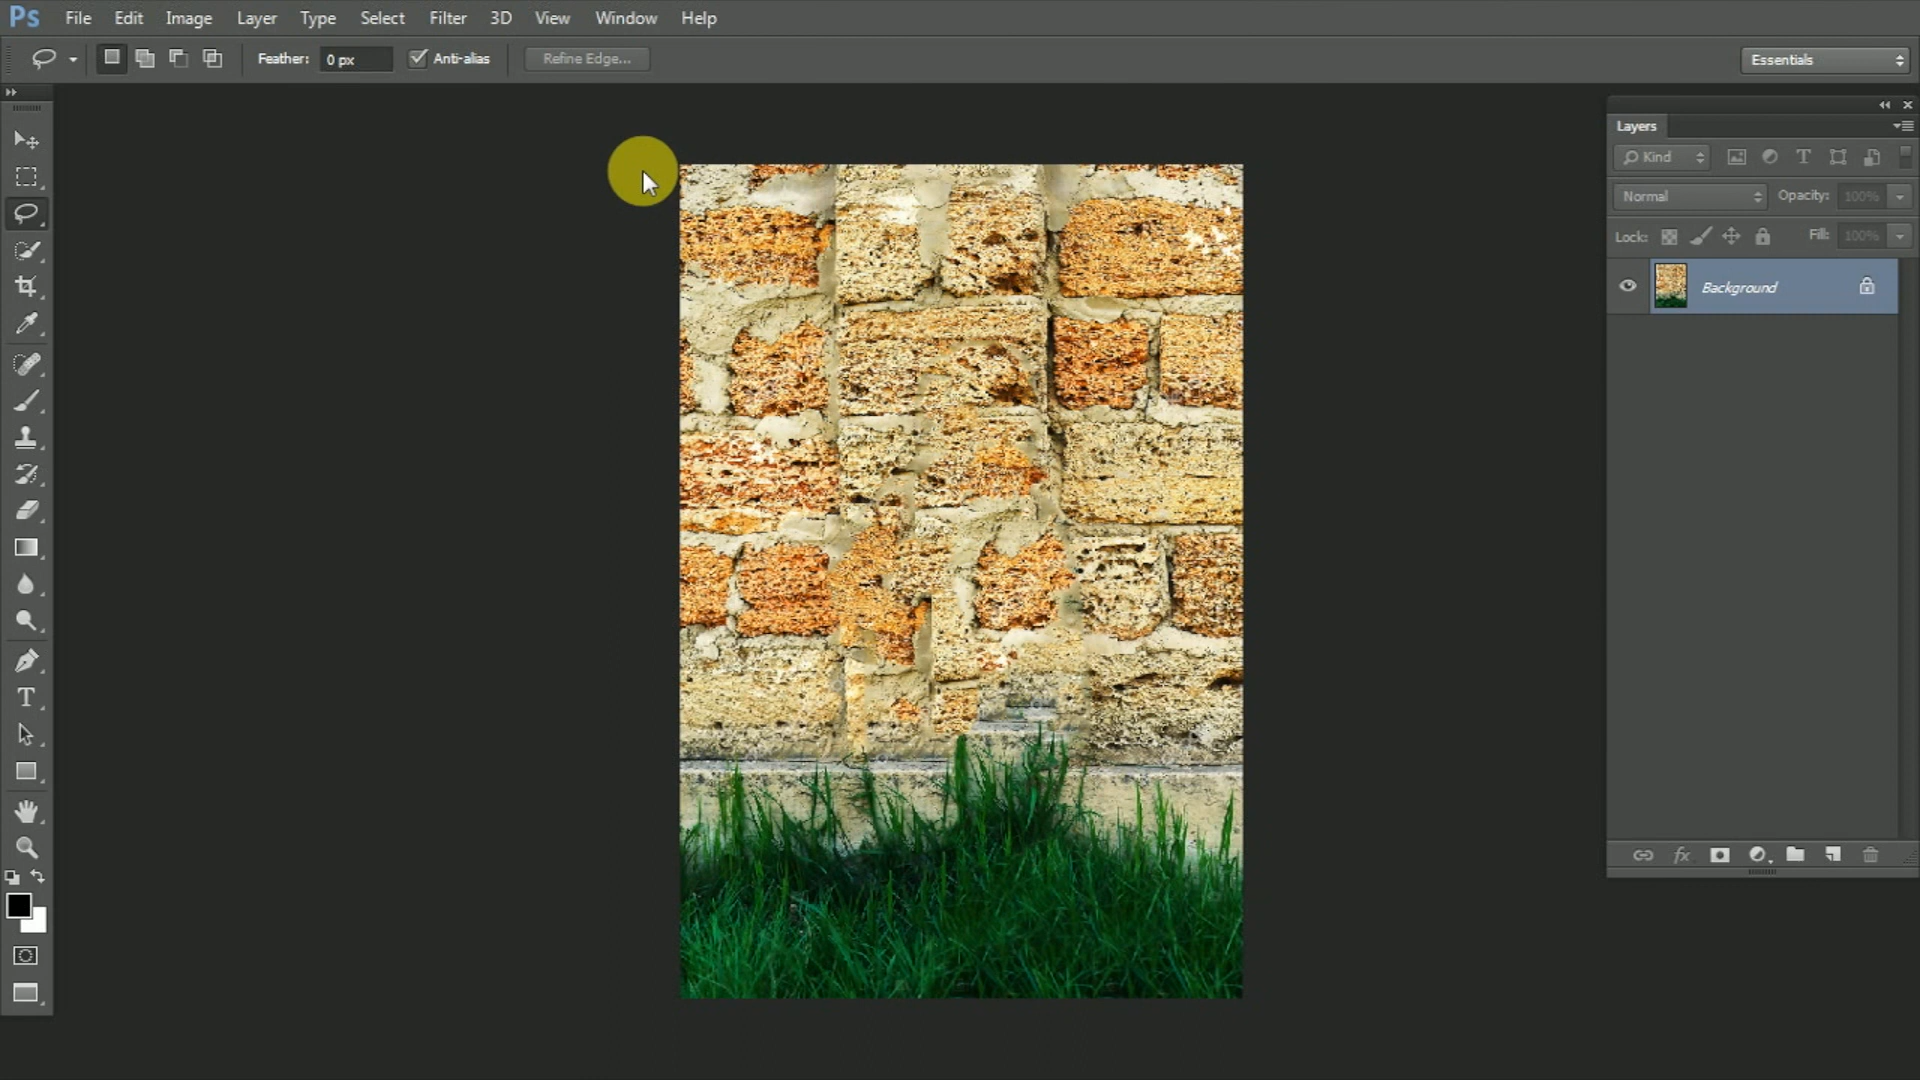 Ps File Edit Image Layer Type Select Filter 3D View Window Help
Feather: 0 px Anti-alias Refine Edge... Essentials
Layers
Kind
Normal Opacity: 100%
Lock: Fill: 100%
Background